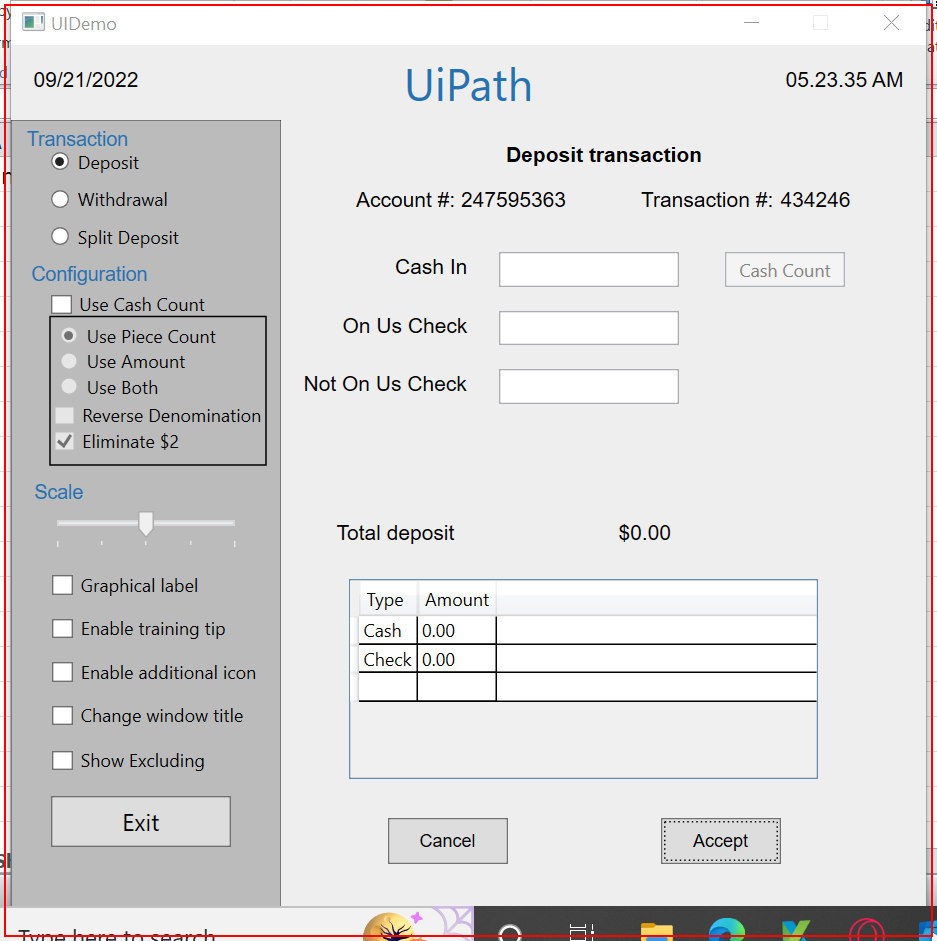 UIDemo
09/21/2022
UiPath
05.23.35 AM
Transaction
Deposit
Withdrawal
Split Deposit
Configuration
Use Cash Count
Use Piece Count
Use Amount
Use Both
Reverse Denomination
Eliminate $2
Scale
Graphical label
Enable training tip
Enable additional icon
Change window title
Show Excluding
Exit
Deposit transaction
Account #: 247595363 Transaction #: 434246
Cash In
Cash Count
On Us Check
Not On Us Check
Total deposit $0.00
Type Amount
Cash 0.00
Check 0.00
Cancel
Accept
Type here to search